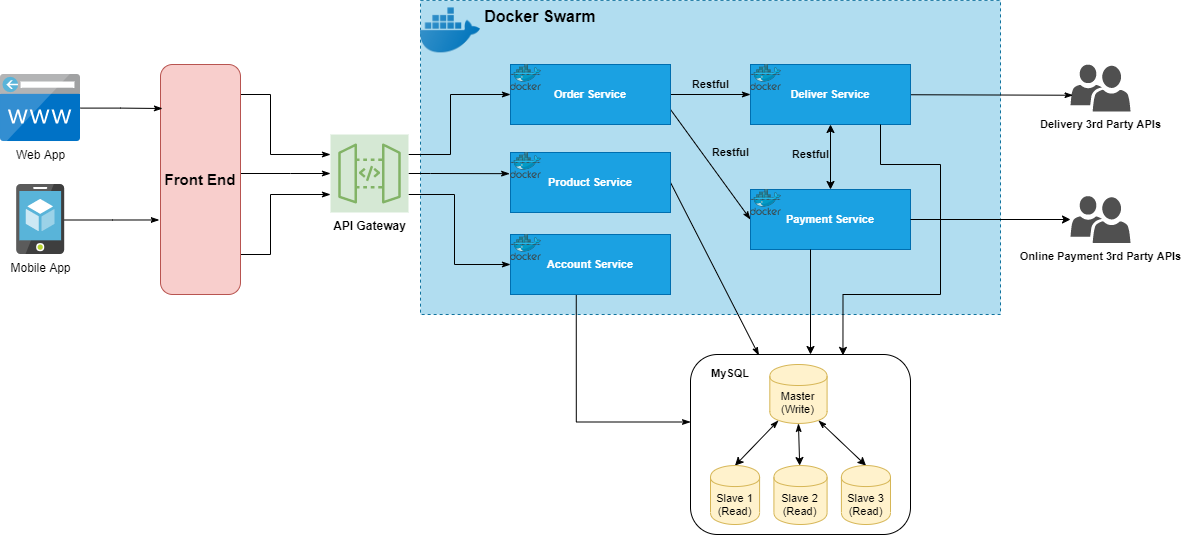 Docker Swarm
WWW
Web App
Mobile App
Front End
API Gateway
docker
Order Service
Restful
docker
Deliver Service
Delivery 3rd Party APIs
docker
Product Service
Restful
Restful
docker
Payment Service
Online Payment 3rd Party APIs
docker
Account Service
MySQL
Master
(Write)
Slave 1
(Read)
Slave 2
(Read)
Slave 3
(Read)